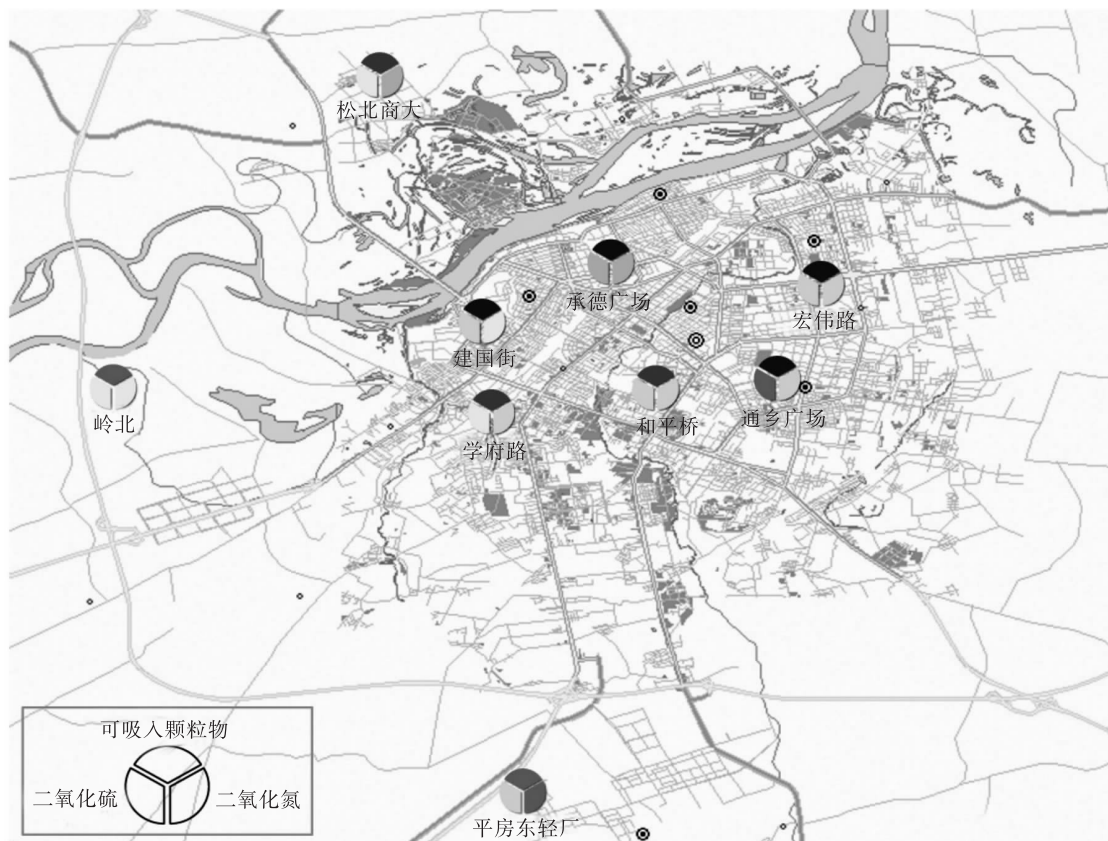 松北商大
承德广场
宏伟路
建国街
岭北
学府路
和平桥
通乡广场
可吸入颗粒物
二氧化硫
二氧化氮
平房东轻厂